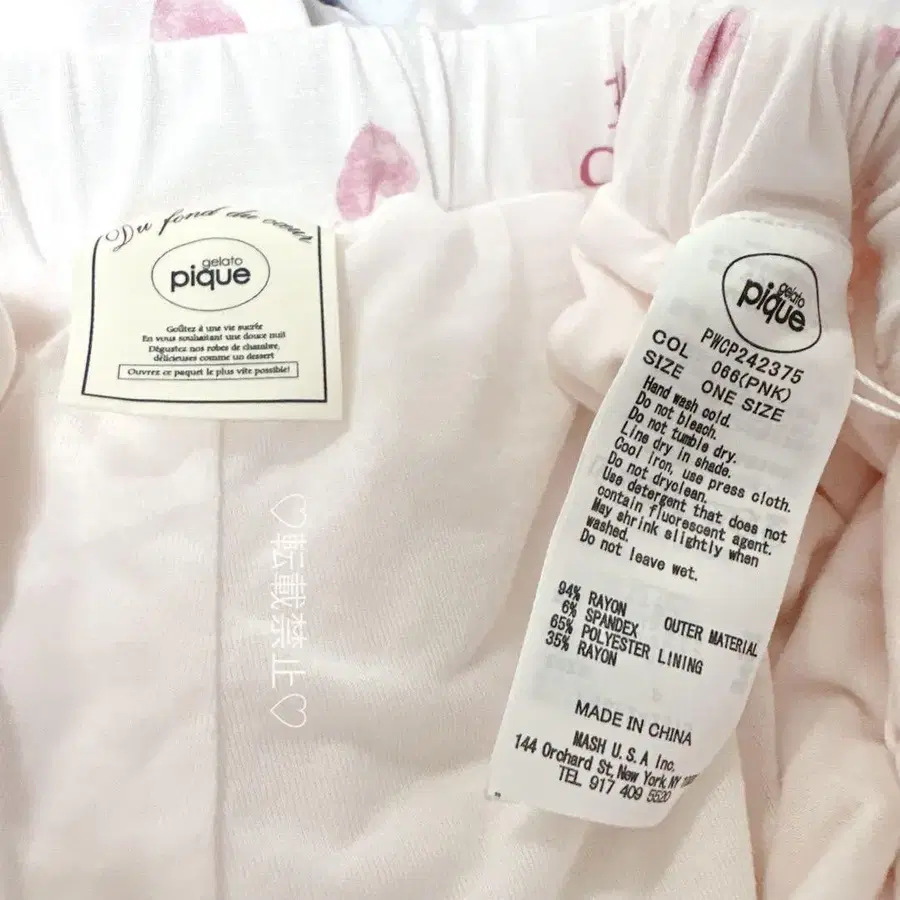 Du fond du cœur
gelato
pique
Goûtez à une vie sucrée
En vous souhaitant une douce nuit
Dégustez nos robes de chambre,
délicieuses comme un dessert
Ouvrez ce paquet le plus vite possible!
gelato
pique
PWCP242375
COL 066(PNK)
SIZE ONE SIZE
Hand wash cold.
Do not bleach.
Do not tumble dry.
Line dry in shade.
Cool iron, use press cloth.
Do not dryclean.
Use detergent that does not
contain fluorescent agent.
May shrink slightly when
washed.
Do not leave wet.
94% RAYON OUTER MATERIAL
6% SPANDEX
65% POLYESTER LINING
35% RAYON
MADE IN CHINA
MASH U.S.A Inc.
144 Orchard St, New York, NY
TEL 917 409 5520
♡転載禁止♡